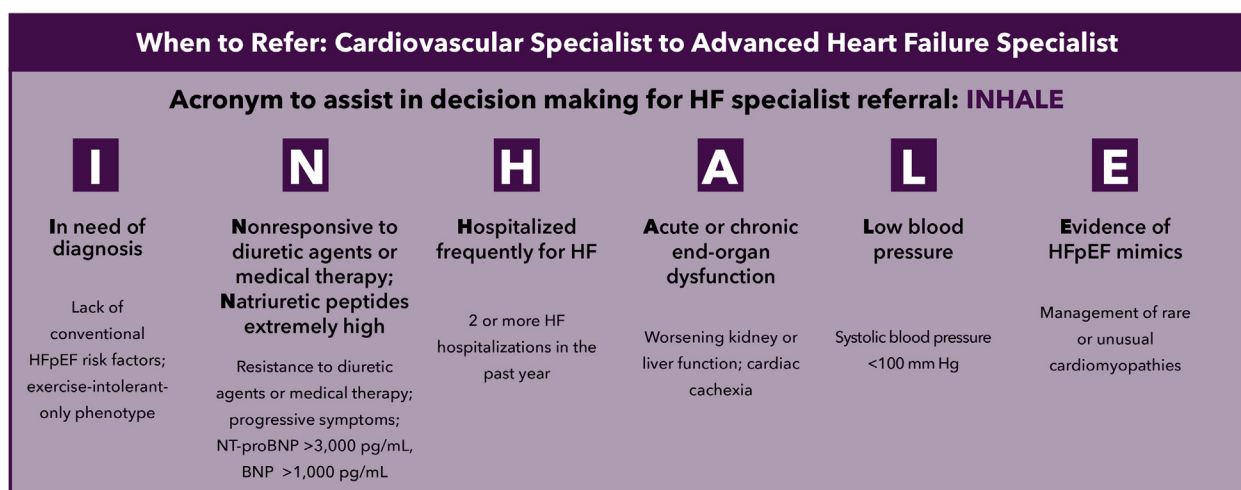 When to Refer: Cardiovascular Specialist to Advanced Heart Failure Specialist
Acronym to assist in decision making for HF specialist referral: INHALE
I
In need of
diagnosis
Lack of
conventional
HFpEF risk factors;
exercise-intolerant-
only phenotype
N
Nonresponsive to
diuretic agents or
medical therapy;
Natriuretic peptides
extremely high
Resistance to diuretic
agents or medical therapy;
progressive symptoms;
NT-proBNP >3,000 pg/mL,
BNP >1,000 pg/mL
H
Hospitalized
frequently for HF
2 or more HF
hospitalizations in the
past year
A
Acute or chronic
end-organ
dysfunction
Worsening kidney or
liver function; cardiac
cachexia
L
Low blood
pressure
Systolic blood pressure
<100 mm Hg
E
Evidence of
HFpEF mimics
Management of rare
or unusual
cardiomyopathies